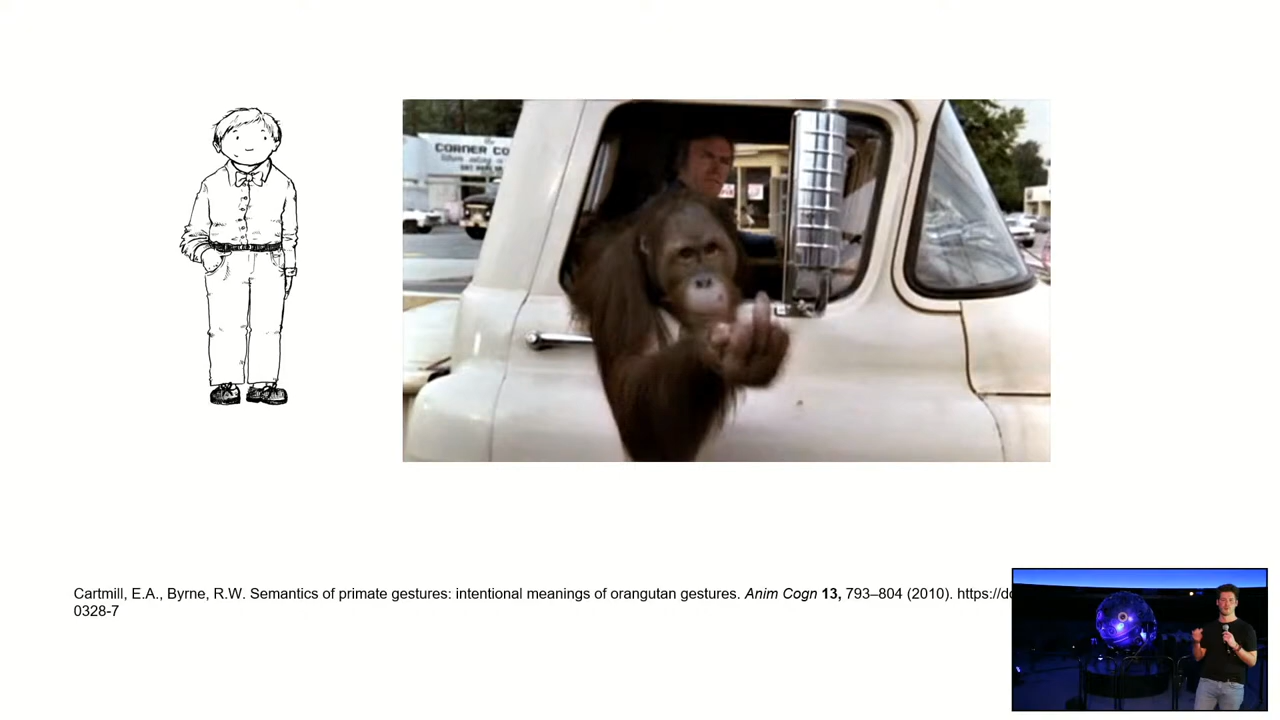 CORNER CO
Cartmill, E.A., Byrne, R.W. Semantics of primate gestures: intentional meanings of orangutan gestures. Anim Cogn 13, 793–804 (2010). https://do
0328-7